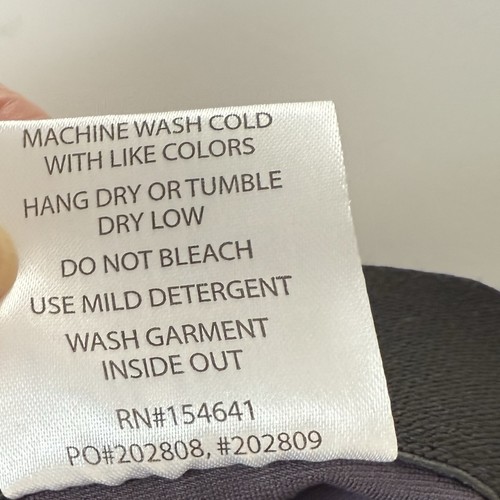 MACHINE WASH COLD
WITH LIKE COLORS
HANG DRY OR TUMBLE
DRY LOW
DO NOT BLEACH
USE MILD DETERGENT
WASH GARMENT
INSIDE OUT
RN#154641
PO#202808, #202809